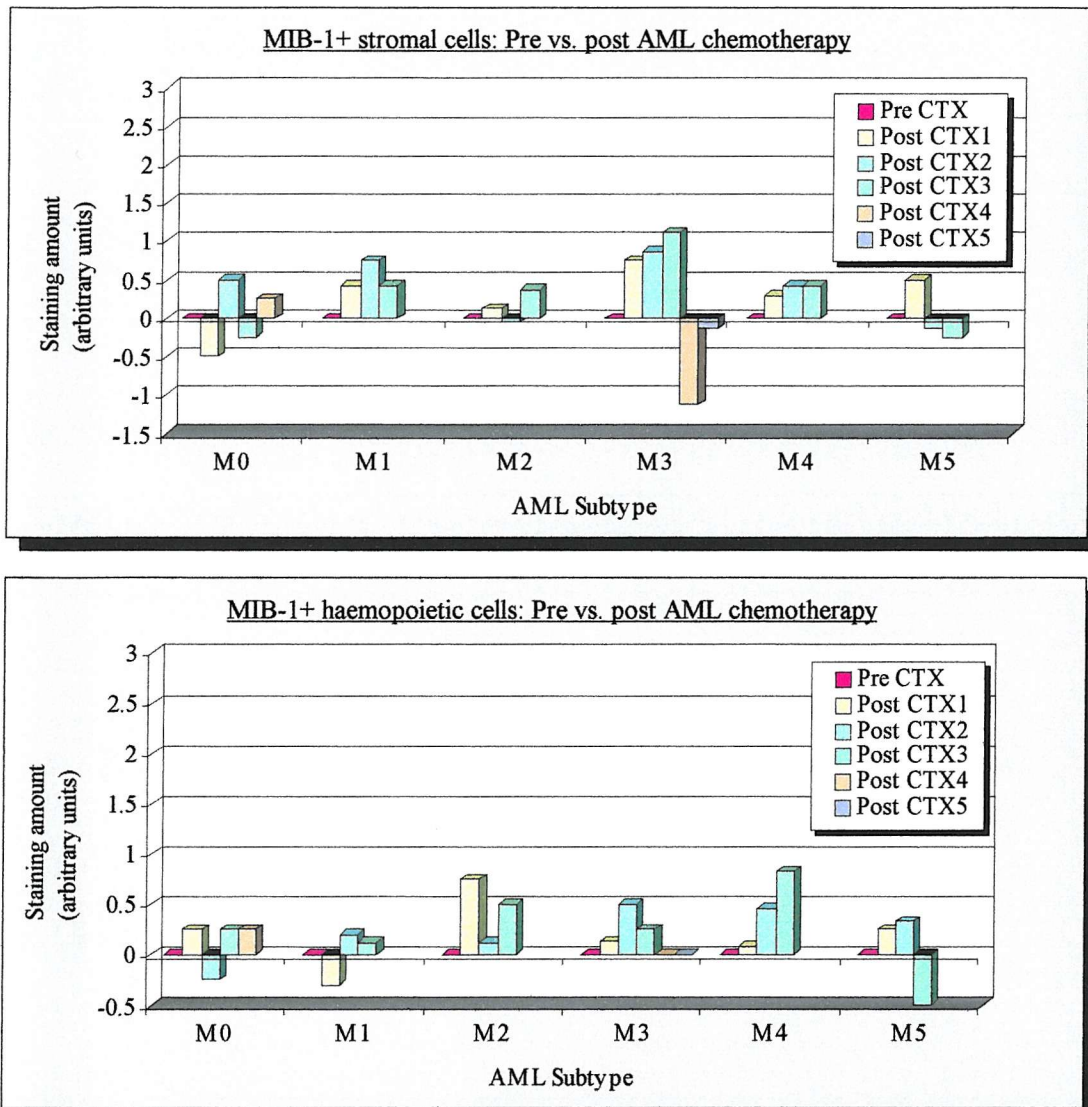 MIB-1+ stromal cells: Pre vs. post AML chemotherapy
3
2.5
2
1.5
1
0.5
0
-0.5
-1
-1.5
Staining amount
(arbitrary units)
Pre CTX
Post CTX1
Post CTX2
Post CTX3
Post CTX4
Post CTX5
M0 M1 M2 M3 M4 M5
AML Subtype
MIB-1+ haemopoietic cells: Pre vs. post AML chemotherapy
3
2.5
2
1.5
1
0.5
0
-0.5
Staining amount
(arbitrary units)
Pre CTX
Post CTX1
Post CTX2
Post CTX3
Post CTX4
Post CTX5
M0 M1 M2 M3 M4 M5
AML Subtype